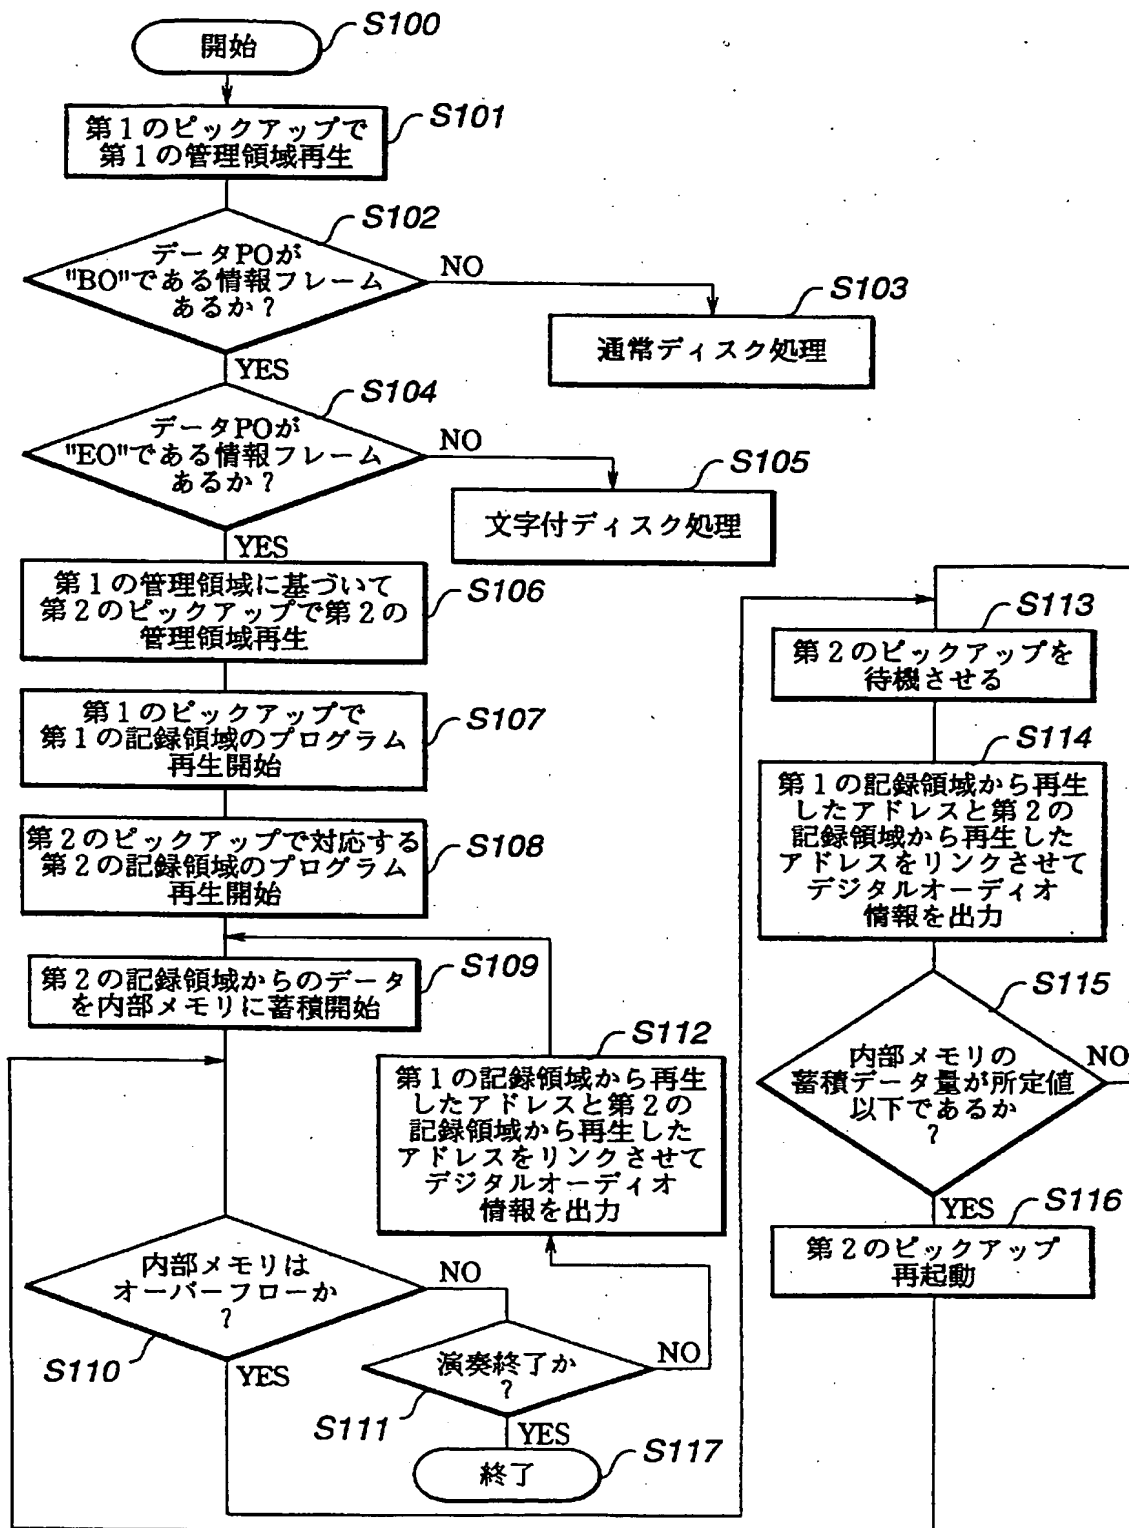 S100
開始
S101
第1のピックアップで
第1の管理領域再生
S102
データPOが
"BO"である情報フレーム
あるか?
NO
YES
S103
通常ディスク処理
S104
データPOが
"EO"である情報フレーム
あるか?
NO
YES
S105
文字付ディスク処理
S106
第1の管理領域に基づいて
第2のピックアップで第2の
管理領域再生
S107
第1のピックアップで
第1の記録領域のプログラム
再生開始
S108
第2のピックアップで対応する
第2の記録領域のプログラム
再生開始
S109
第2の記録領域からのデータ
を内部メモリに蓄積開始
内部メモリは
オーバーフローか
?
S110
NO
YES
演奏終了か
?
S111
NO
YES
S112
第1の記録領域から再生
したアドレスと第2の
記録領域から再生した
アドレスをリンクさせて
デジタルオーディオ
情報を出力
S117
終了
S113
第2のピックアップを
待機させる
S114
第1の記録領域から再生
したアドレスと第2の
記録領域から再生した
アドレスをリンクさせて
デジタルオーディオ
情報を出力
S115
内部メモリの
蓄積データ量が所定値
以下であるか
?
NO
YES
S116
第2のピックアップ
再起動